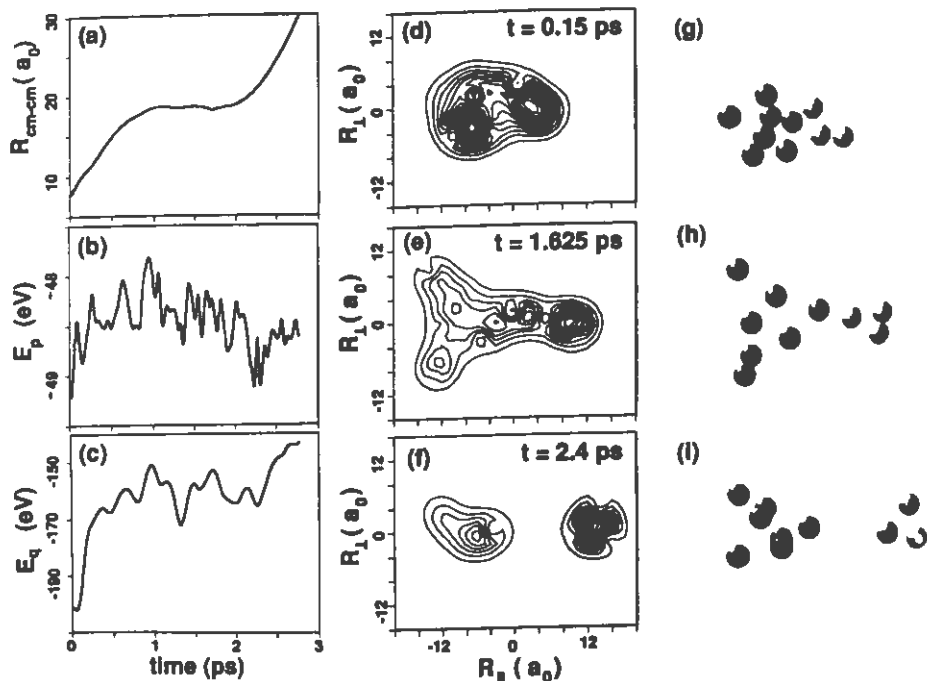 (a)
R_cm-cm (a_0)
30
20
10
(b)
E_p (eV)
-48
-49
(c)
E_q (eV)
-150
-170
-190
0
1
2
3
time (ps)
(d)
t = 0.15 ps
R_⊥ (a_0)
12
0
-12
(e)
t = 1.625 ps
R_⊥ (a_0)
12
0
-12
(f)
t = 2.4 ps
R_⊥ (a_0)
12
0
-12
-12
0
12
R_|| (a_0)
(g)
(h)
(i)